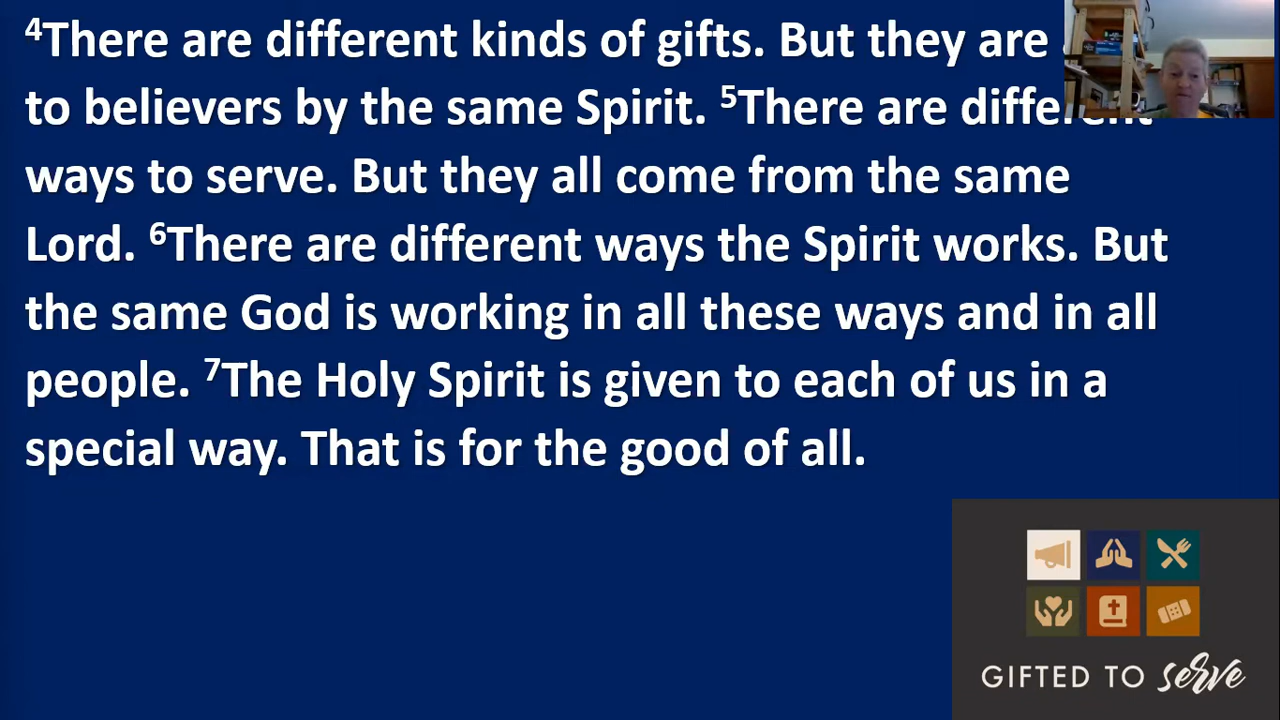 ⁴There are different kinds of gifts. But they are
to believers by the same Spirit. ⁵There are different
ways to serve. But they all come from the same
Lord. ⁶There are different ways the Spirit works. But
the same God is working in all these ways and in all
people. ⁷The Holy Spirit is given to each of us in a
special way. That is for the good of all.
GIFTED TO serve